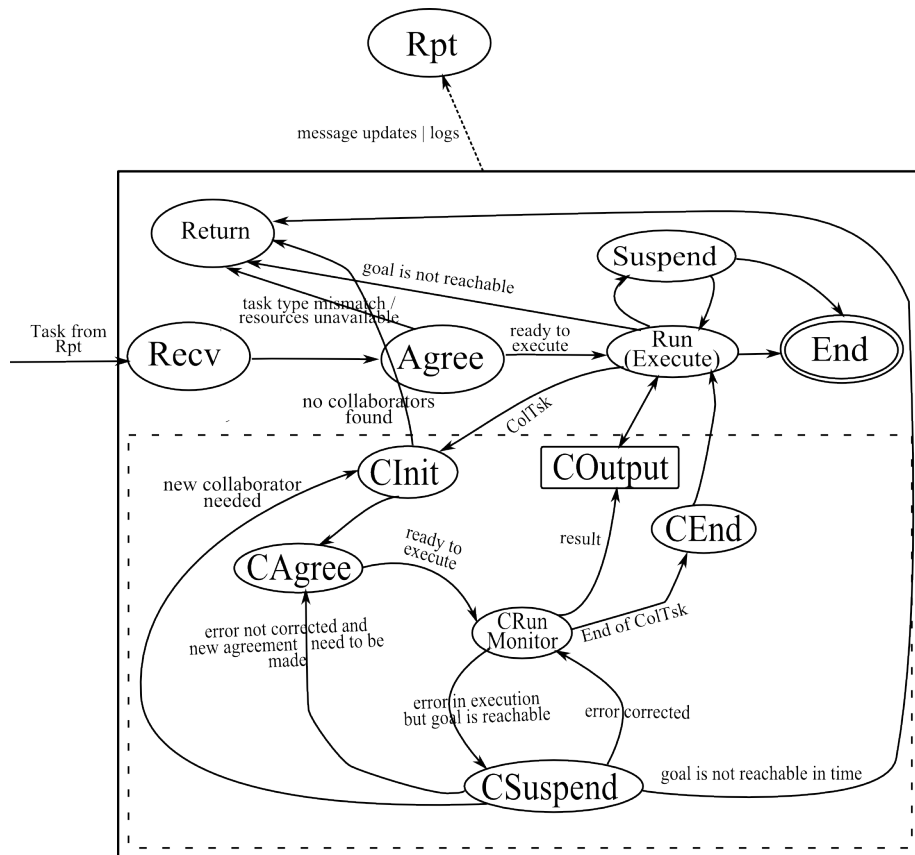 Rpt
message updates | logs
Return
Suspend
goal is not reachable
task type mismatch /
resources unavailable
Task from
Rpt
Recv
Agree
ready to
execute
Run
(Execute)
End
no collaborators
found
ColTsk
CInit
COutput
new collaborator
needed
CEnd
ready to
execute
result
CAgree
error not corrected and
new agreement need to be
made
CRun
Monitor
End of ColTsk
error in execution
but goal is reachable
error corrected
CSuspend
goal is not reachable in time